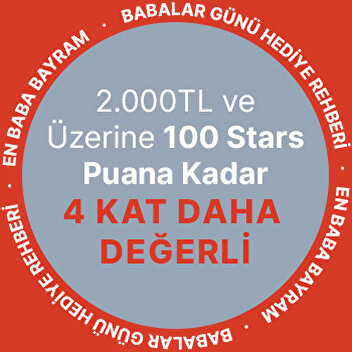 BABALAR GÜNÜ HEDİYE REHBERİ
EN BABA BAYRAM
BABALAR GÜNÜ HEDİYE REHBERİ
EN BABA BAYRAM
2.000TL ve
Üzerine 100 Stars
Puana Kadar
4 KAT DAHA
DEĞERLİ